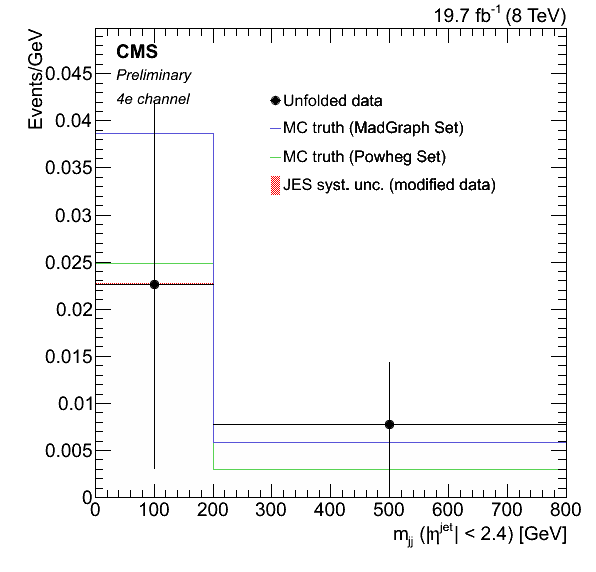 19.7 fb⁻¹ (8 TeV)
Events/GeV
CMS
Preliminary
4e channel
Unfolded data
MC truth (MadGraph Set)
MC truth (Powheg Set)
JES syst. unc. (modified data)
0.045
0.04
0.035
0.03
0.025
0.02
0.015
0.01
0.005
0
0 100 200 300 400 500 600 700 800
m_jj (|η^jet| < 2.4) [GeV]